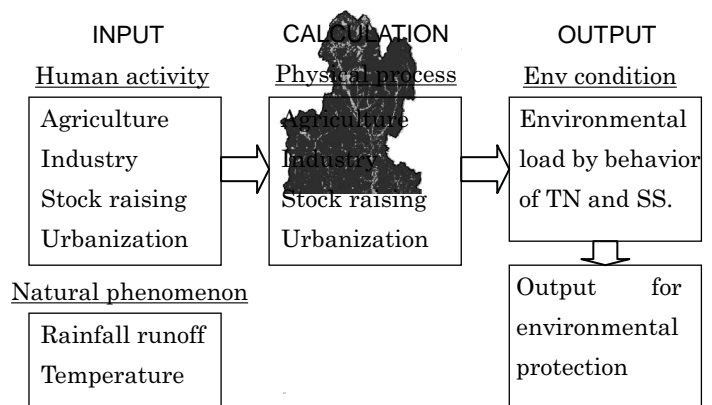 INPUT
Human activity
Agriculture
Industry
Stock raising
Urbanization
Natural phenomenon
Rainfall runoff
Temperature
CALCULATION
Physical process
Agriculture
Industry
Stock raising
Urbanization
OUTPUT
Env condition
Environmental
load by behavior
of TN and SS.
Output for
environmental
protection